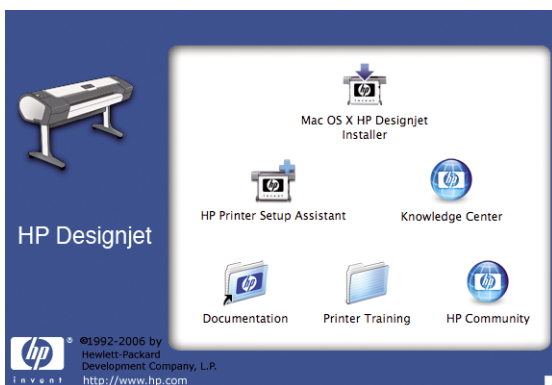 Mac OS X HP Designjet
Installer
HP Printer Setup Assistant
Knowledge Center
HP Designjet
Documentation
Printer Training
HP Community
hp
®
©1992-2006 by
Hewlett-Packard
Development Company, L.P.
invent
http://www.hp.com